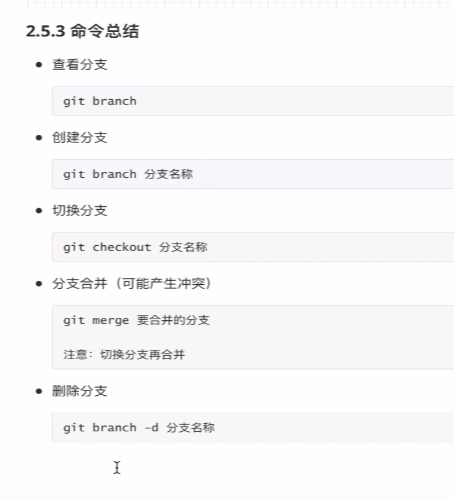 2.5.3 命令总结
查看分支
git branch
创建分支
git branch 分支名称
切换分支
git checkout 分支名称
分支合并（可能产生冲突）
git merge 要合并的分支
注意：切换分支再合并
删除分支
git branch -d 分支名称